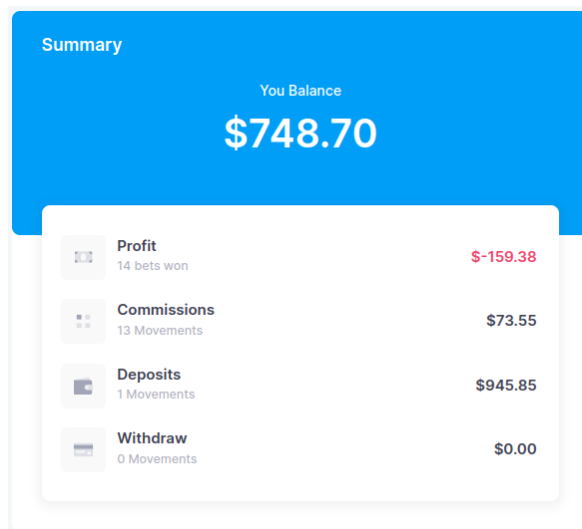 Summary
You Balance
$748.70
Profit
$-159.38
14 bets won
Commissions
$73.55
13 Movements
Deposits
$945.85
1 Movements
Withdraw
$0.00
0 Movements